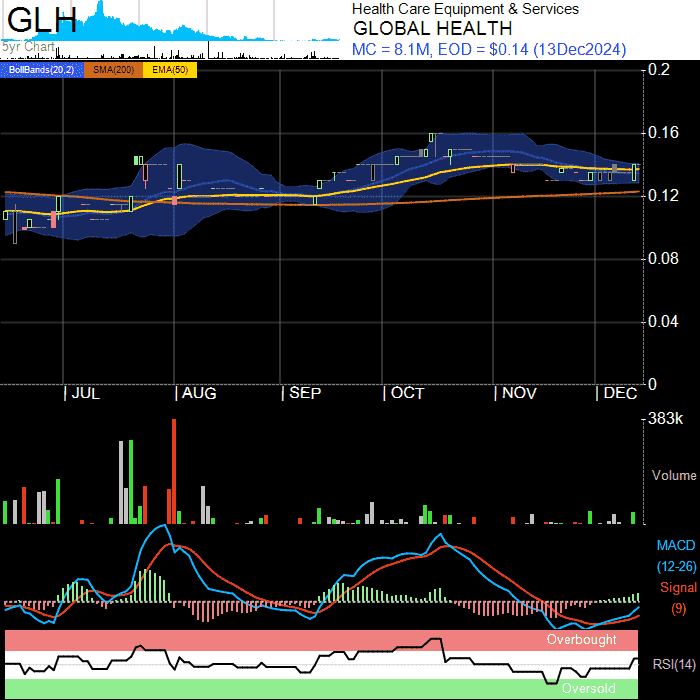 GLH
5yr Chart
Health Care Equipment & Services
GLOBAL HEALTH
MC = 8.1M, EOD = $0.14 (13Dec2024)
BollBands(20,2) SMA(200) EMA(50)
0.2
0.16
0.12
0.08
0.04
0
JUL AUG SEP OCT NOV DEC
383k
Volume
MACD
(12-26)
Signal
(9)
Overbought
RSI(14)
Oversold